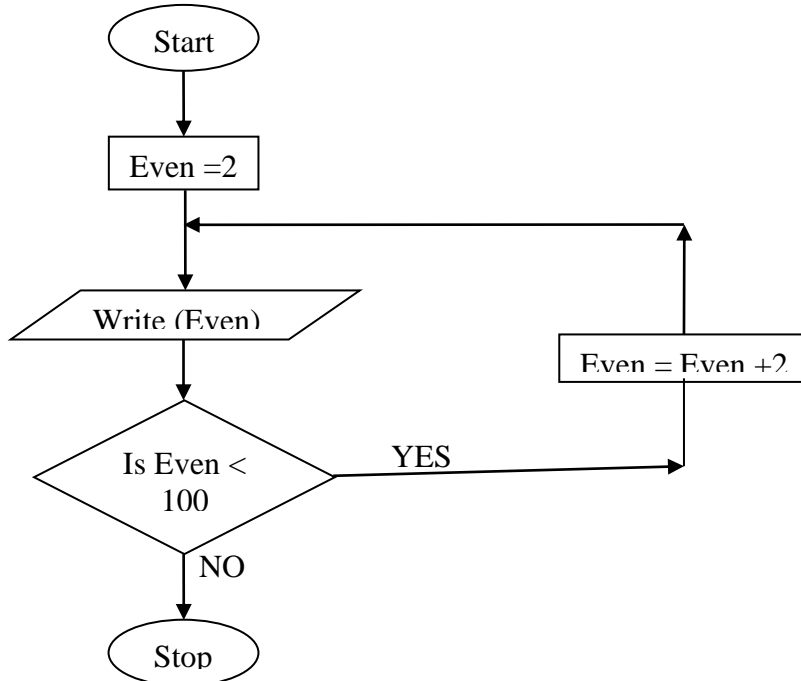 Start
Even =2
Write (Even)
Even = Even +2
Is Even <
100
YES
NO
Stop